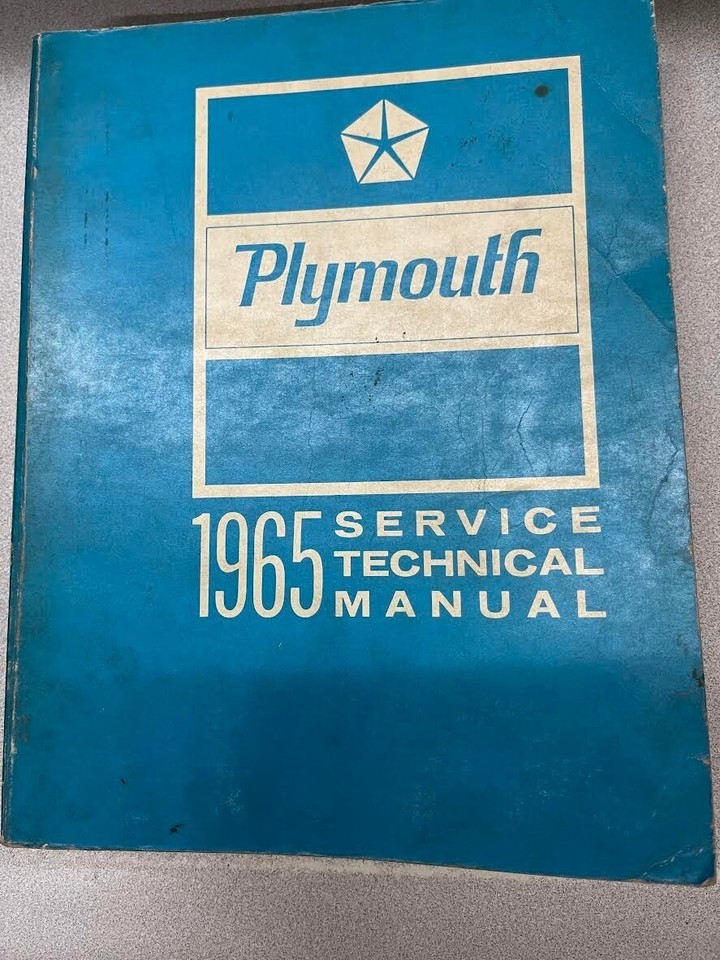 Plymouth
1965 SERVICE
TECHNICAL
MANUAL